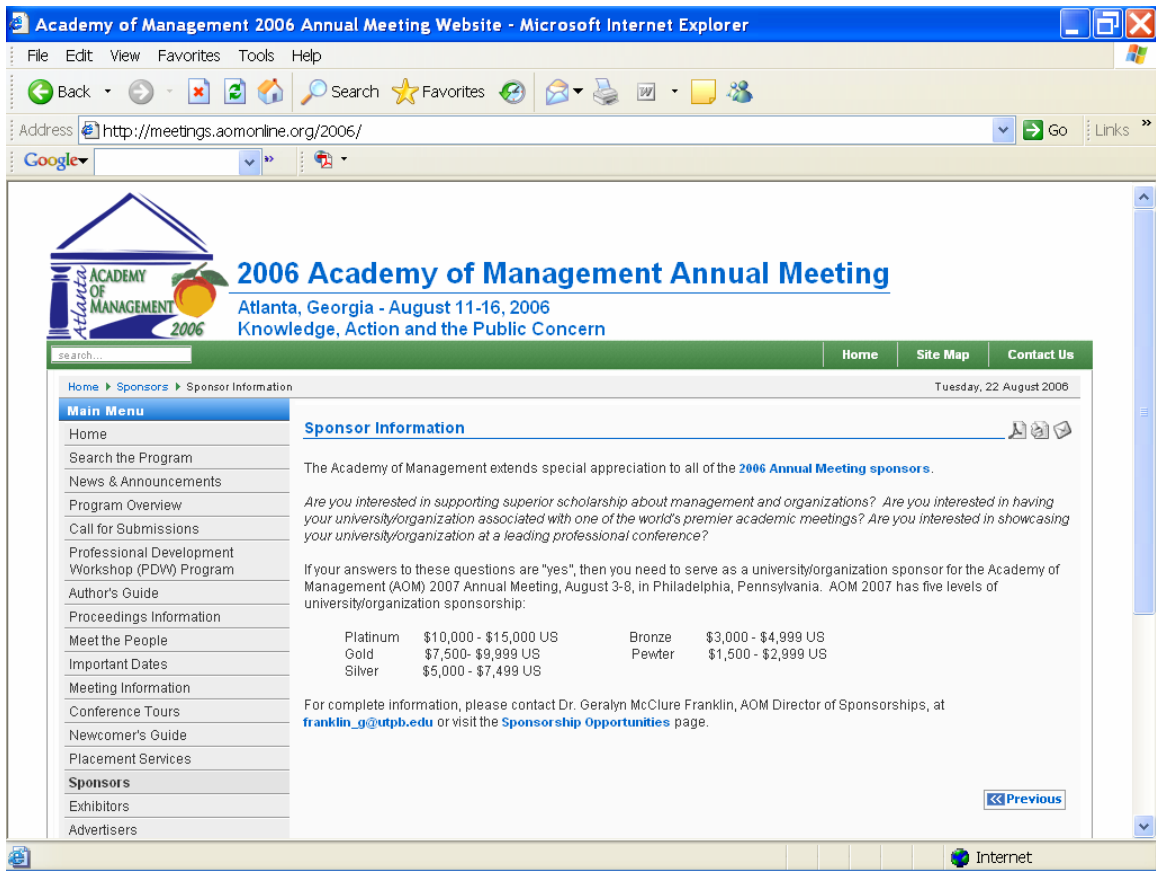 Academy of Management 2006 Annual Meeting Website - Microsoft Internet Explorer
File Edit View Favorites Tools Help
Back Search Favorites
Address http://meetings.aomonline.org/2006/ Go Links »
Google
Atlanta
ACADEMY
OF
MANAGEMENT
2006
2006 Academy of Management Annual Meeting
Atlanta, Georgia - August 11-16, 2006
Knowledge, Action and the Public Concern
search...
Home Site Map Contact Us
Home Sponsors Sponsor Information
Tuesday, 22 August 2006
Main Menu
Home
Search the Program
News & Announcements
Program Overview
Call for Submissions
Professional Development
Workshop (PDW) Program
Author's Guide
Proceedings Information
Meet the People
Important Dates
Meeting Information
Conference Tours
Newcomer's Guide
Placement Services
Sponsors
Exhibitors
Advertisers
Sponsor Information
The Academy of Management extends special appreciation to all of the 2006 Annual Meeting sponsors.
Are you interested in supporting superior scholarship about management and organizations? Are you interested in having
your university/organization associated with one of the world's premier academic meetings? Are you interested in showcasing
your university/organization at a leading professional conference?
If your answers to these questions are "yes", then you need to serve as a university/organization sponsor for the Academy of
Management (AOM) 2007 Annual Meeting, August 3-8, in Philadelphia, Pennsylvania. AOM 2007 has five levels of
university/organization sponsorship:
Platinum $10,000 - $15,000 US Bronze $3,000 - $4,999 US
Gold $7,500- $9,999 US Pewter $1,500 - $2,999 US
Silver $5,000 - $7,499 US
For complete information, please contact Dr. Geralyn McClure Franklin, AOM Director of Sponsorships, at
franklin_g@utpb.edu or visit the Sponsorship Opportunities page.
Previous
Internet